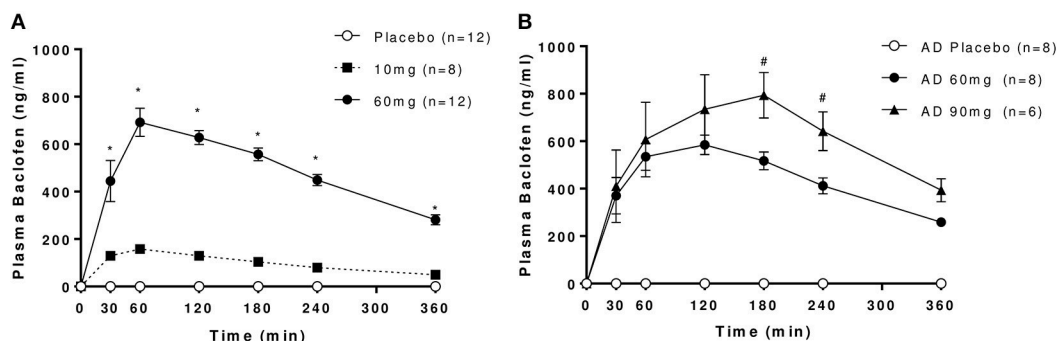 A
Placebo (n=12)
10mg (n=8)
60mg (n=12)
Plasma Baclofen (ng/ml)
1000
800
600
400
200
0
* * * * * *
0 30 60 120 180 240 300 360
Time (min)
B
AD Placebo (n=8)
AD 60mg (n=8)
AD 90mg (n=6)
Plasma Baclofen (ng/ml)
1000
800
600
400
200
0
# #
0 30 60 120 180 240 300 360
Time (min)